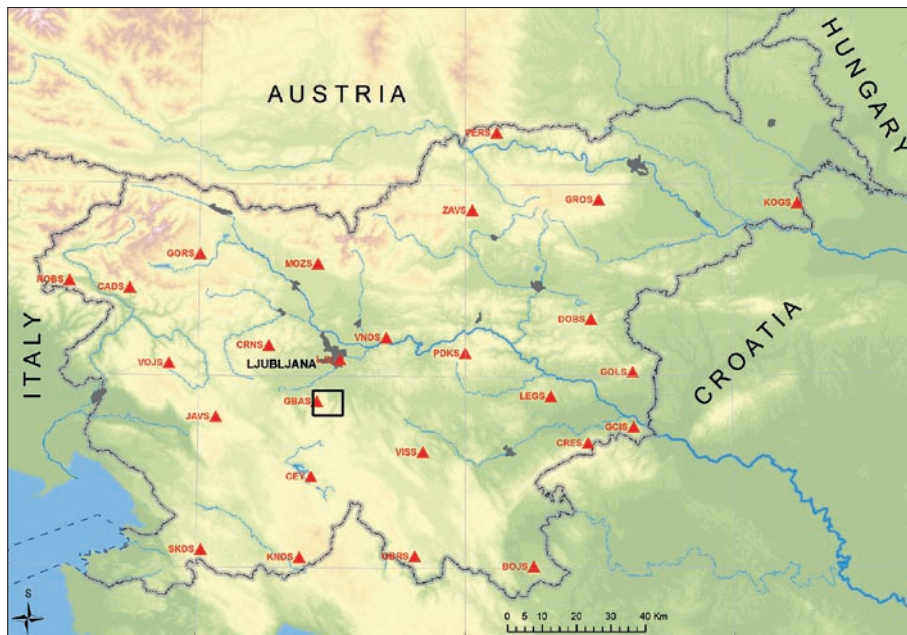 HUNGARY
AUSTRIA
PERS
ZAVS
GROS
KOGS
GORS
MOZS
ROBS
CADS
DOBS
VNDS
CRNS
PDKS
LJUBLJANA
VOJS
GOLS
ITALY
CROATIA
GBAS
LEGS
JAVS
GCIS
CRES
VISS
CEY
SKDS
KNDS
GBRS
BOJS
S
0 5 10 20 30 40 Km